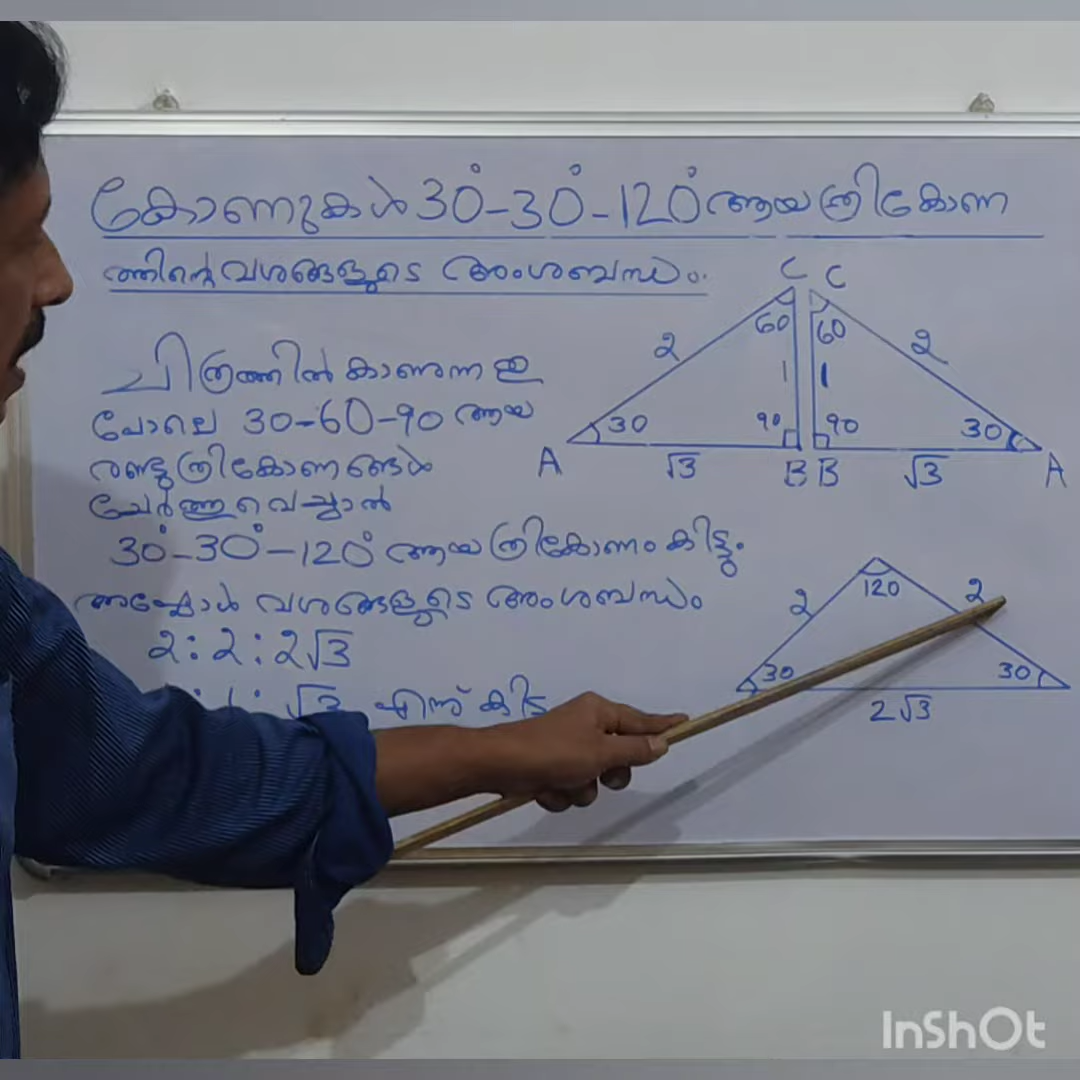 കോണുകൾ 30°-30°-120° ആയ ത്രികോണ
ത്തിന്റെ വശങ്ങളുടെ അംശബന്ധം.
ചിത്രത്തിൽ കാണുന്ന ഇ
പോലെ 30-60-90 ആയ
രണ്ടു ത്രികോണങ്ങൾ
ചേർത്തു വെച്ചാൽ
30°-30°-120° ആയ ത്രികോണം കിട്ടും.
അപ്പോൾ വശങ്ങളുടെ അംശബന്ധം
2:2:2√3
: 1: √3 എന്ന് കിട്ട
C C
60 60
2 2
1 1
30 90 90 30
A √3 B B √3 A
120
2 2
30 30
2√3
InShOt